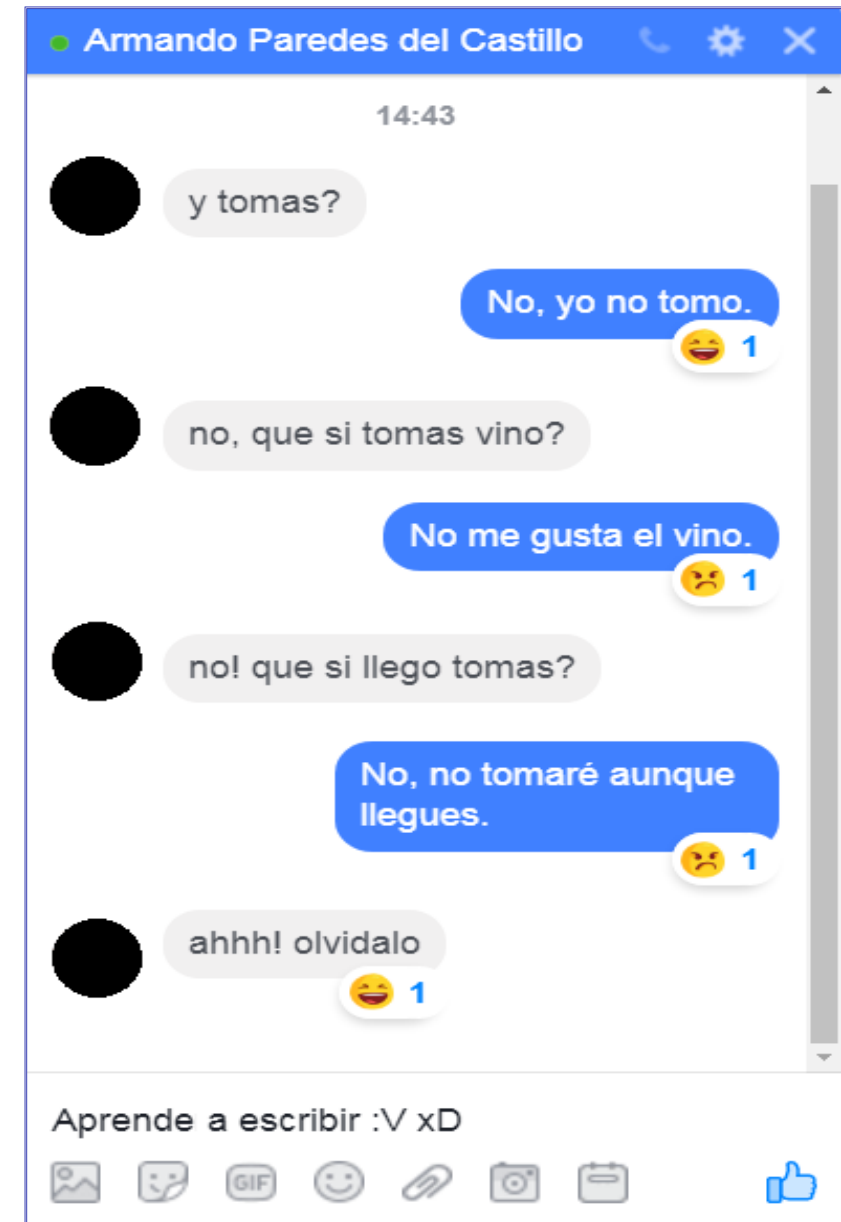 Armando Paredes del Castillo
14:43
y tomas?
No, yo no tomo.
1
no, que si tomas vino?
No me gusta el vino.
1
no! que si llego tomas?
No, no tomaré aunque
llegues.
1
ahhh! olvidalo
1
Aprende a escribir :V xD
GIF